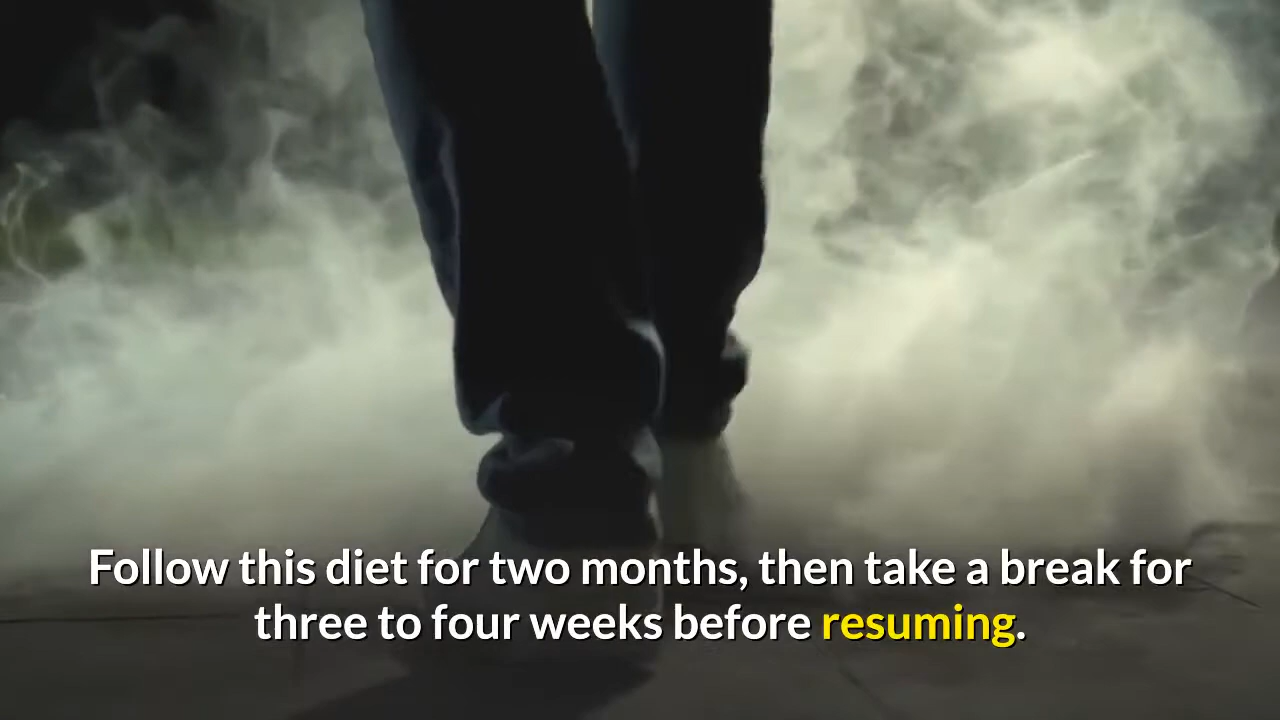 Follow this diet for two months, then take a break for
three to four weeks before resuming.